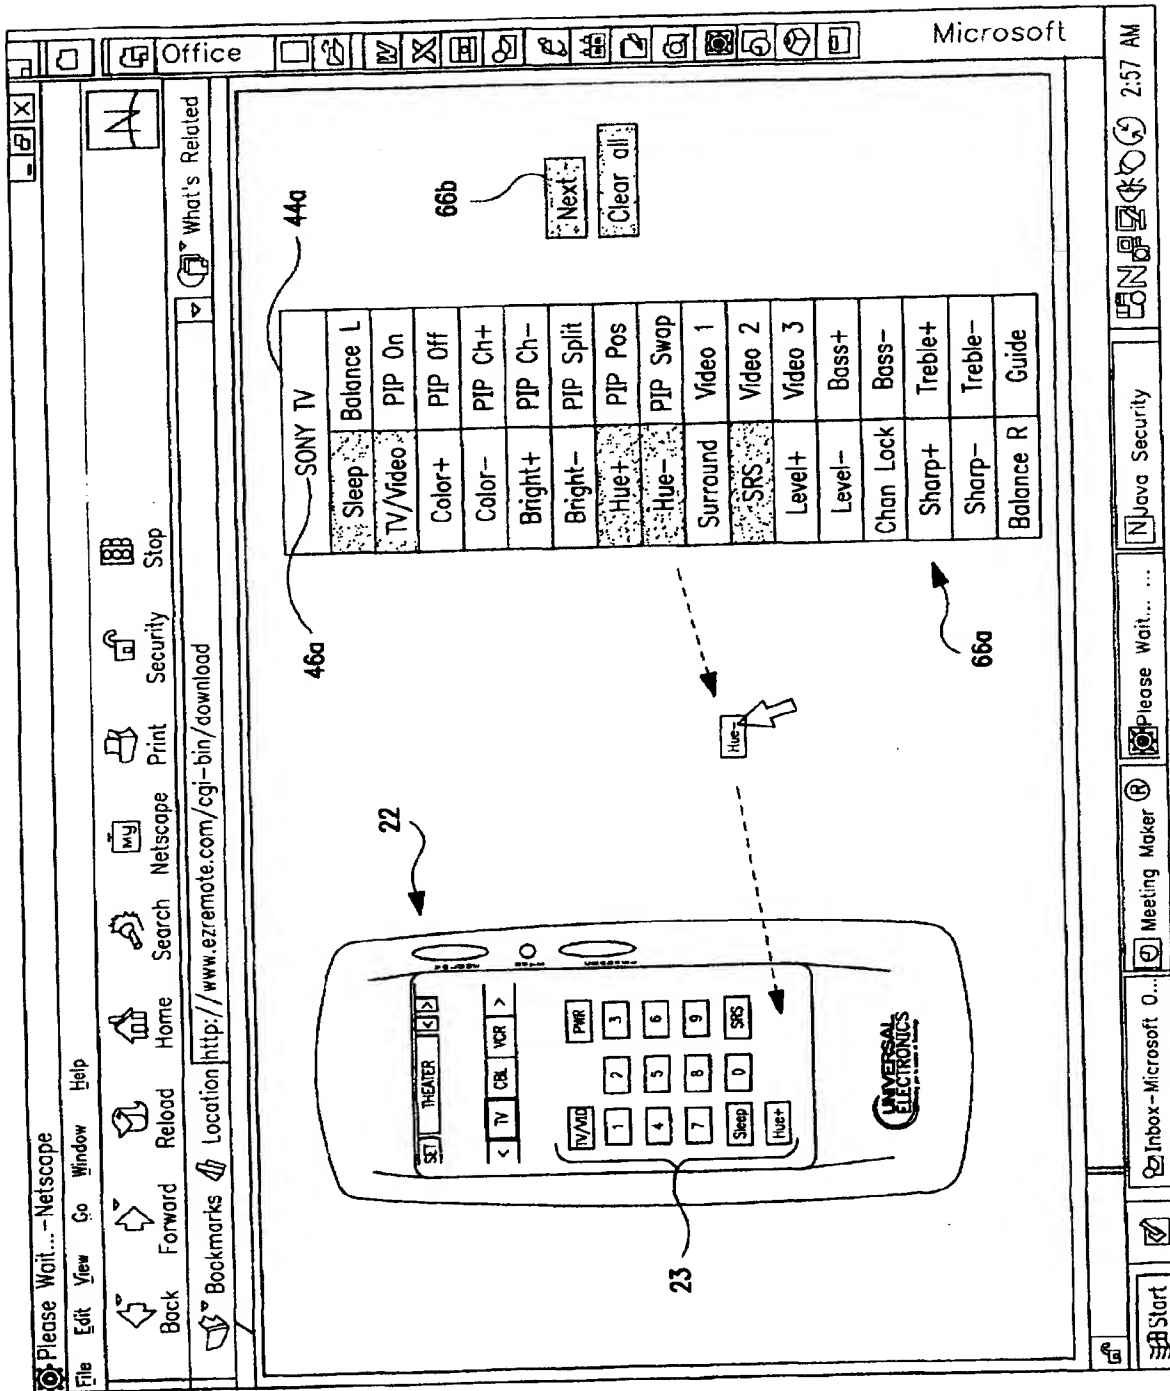 Please Wait...-Netscape
File Edit View Go Window Help
Back Forward Reload Home Search Netscape Print Security Stop
My
N
Bookmarks Location http://www.ezremote.com/cgi-bin/download What's Related
Office
W
X
Microsoft
22
SET THEATER < >
< TV CBL VCR >
TV/VID PWR
1 2 3
4 5 6
7 8 9
Sleep 0 SRS
Hue+
23
UNIVERSAL
ELECTRONICS
Hue-
46a
44a
SONY TV
Sleep Balance L
TV/Video PIP On
Color+ PIP Off
Color- PIP Ch+
Bright+ PIP Ch-
Bright- PIP Split
Hue+ PIP Pos
Hue- PIP Swap
Surround Video 1
SRS Video 2
Level+ Video 3
Level- Bass+
Chan Lock Bass-
Sharp+ Treble+
Sharp- Treble-
Balance R Guide
66a
66b
Next
Clear all
Start
Inbox-Microsoft O...
Meeting Maker ®
Please Wait... ...
N Java Security
2:57 AM